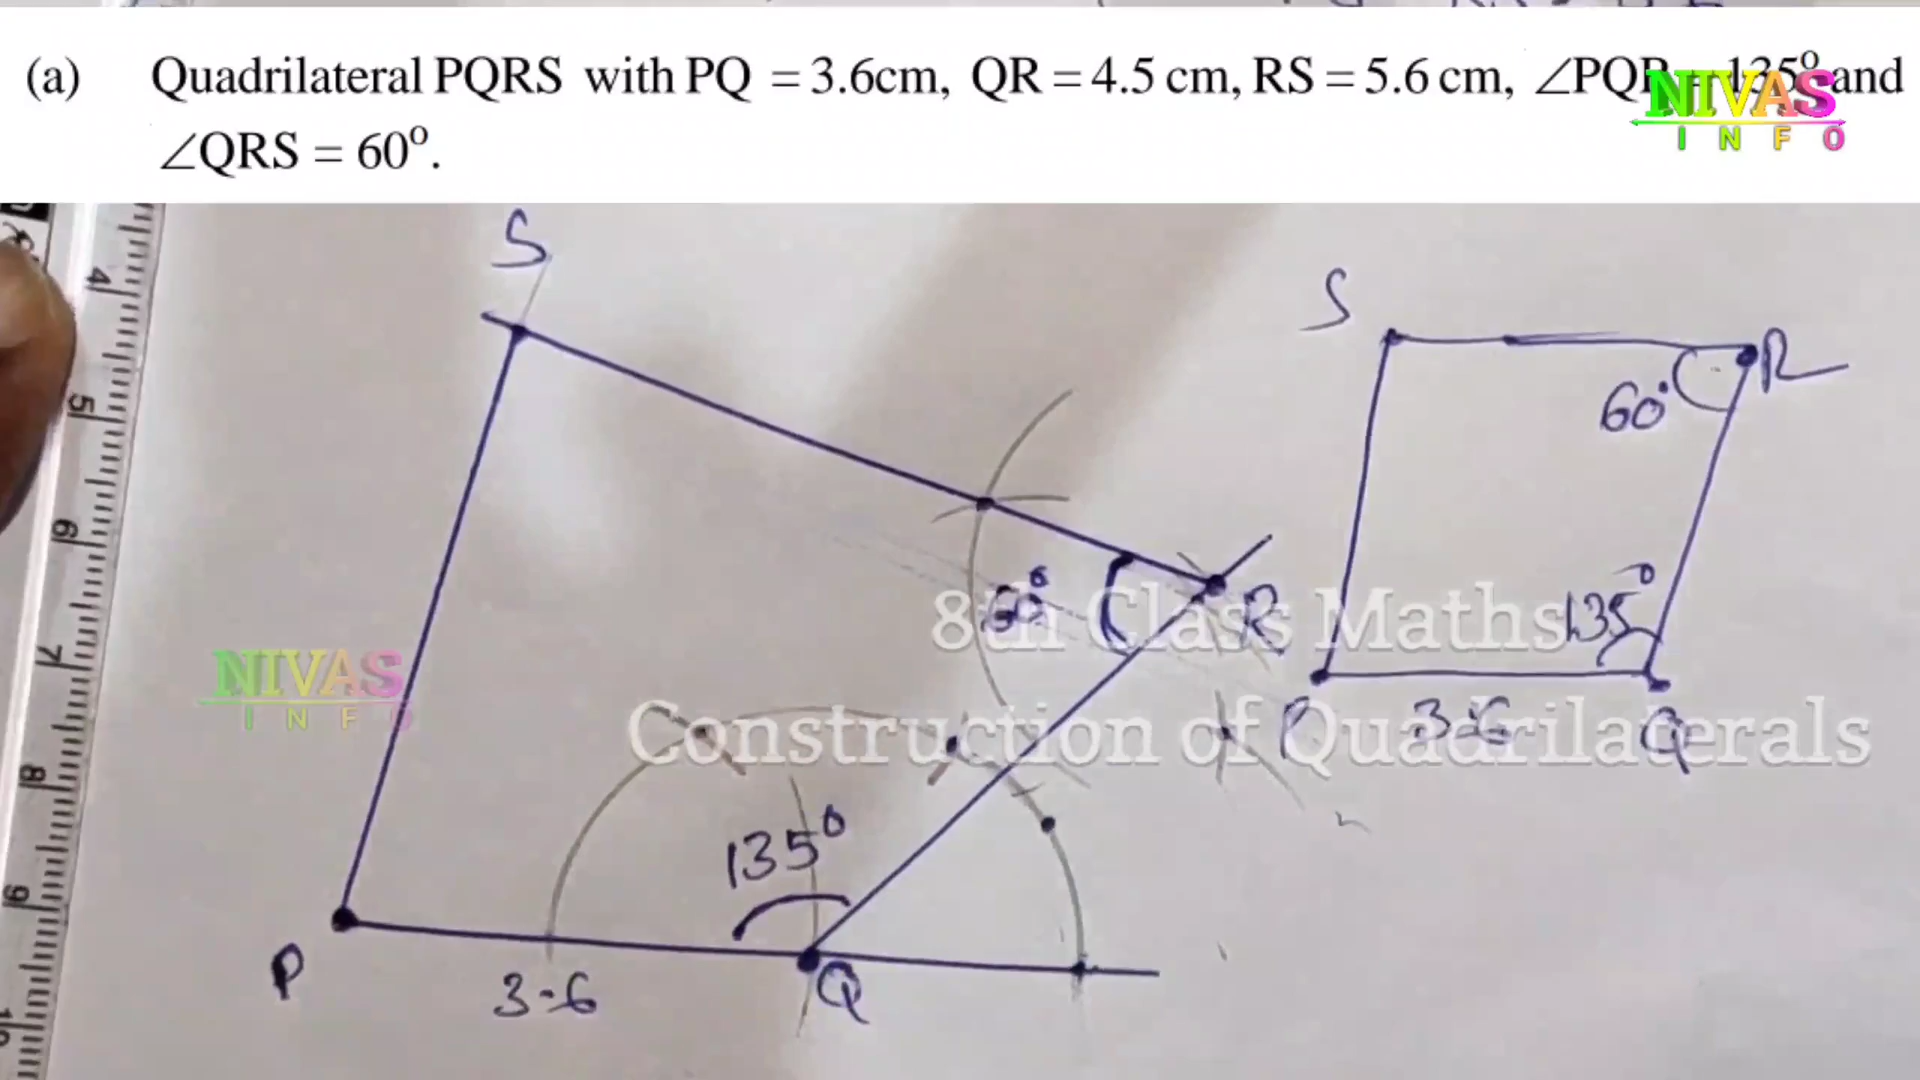 (a) Quadrilateral PQRS with PQ = 3.6cm, QR = 4.5 cm, RS = 5.6 cm, ∠PQR = 135⁰ and
∠QRS = 60⁰.
NIVAS
INFO
S
S
R
60°
4
5
6
7
8
9
60°
R
135°
8th Class Maths
NIVAS
INFO
Construction of Quadrilaterals
P
3.6
Q
135°
P
3.6
Q